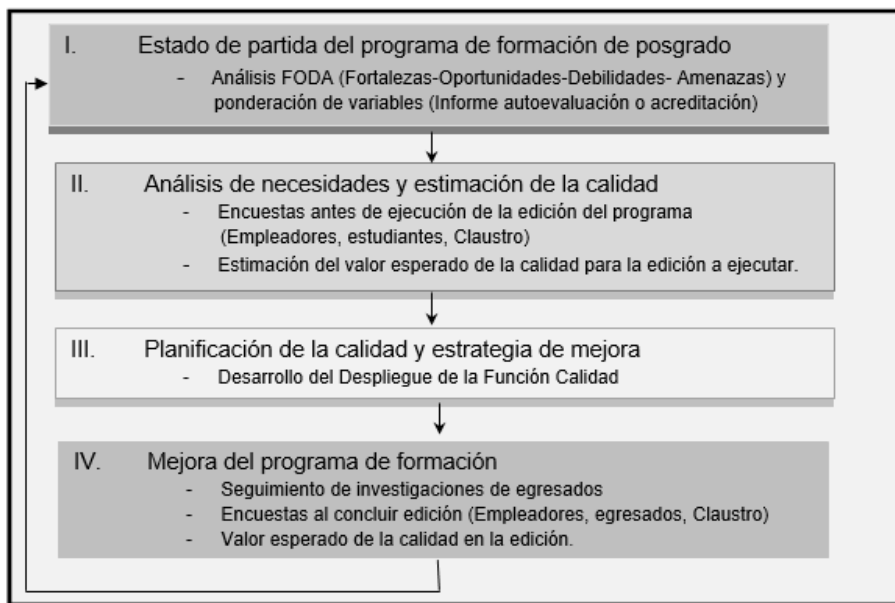 I. Estado de partida del programa de formación de posgrado
- Análisis FODA (Fortalezas-Oportunidades-Debilidades- Amenazas) y
ponderación de variables (Informe autoevaluación o acreditación)
II. Análisis de necesidades y estimación de la calidad
- Encuestas antes de ejecución de la edición del programa
(Empleadores, estudiantes, Claustro)
- Estimación del valor esperado de la calidad para la edición a ejecutar.
III. Planificación de la calidad y estrategia de mejora
- Desarrollo del Despliegue de la Función Calidad
IV. Mejora del programa de formación
- Seguimiento de investigaciones de egresados
- Encuestas al concluir edición (Empleadores, egresados, Claustro)
- Valor esperado de la calidad en la edición.